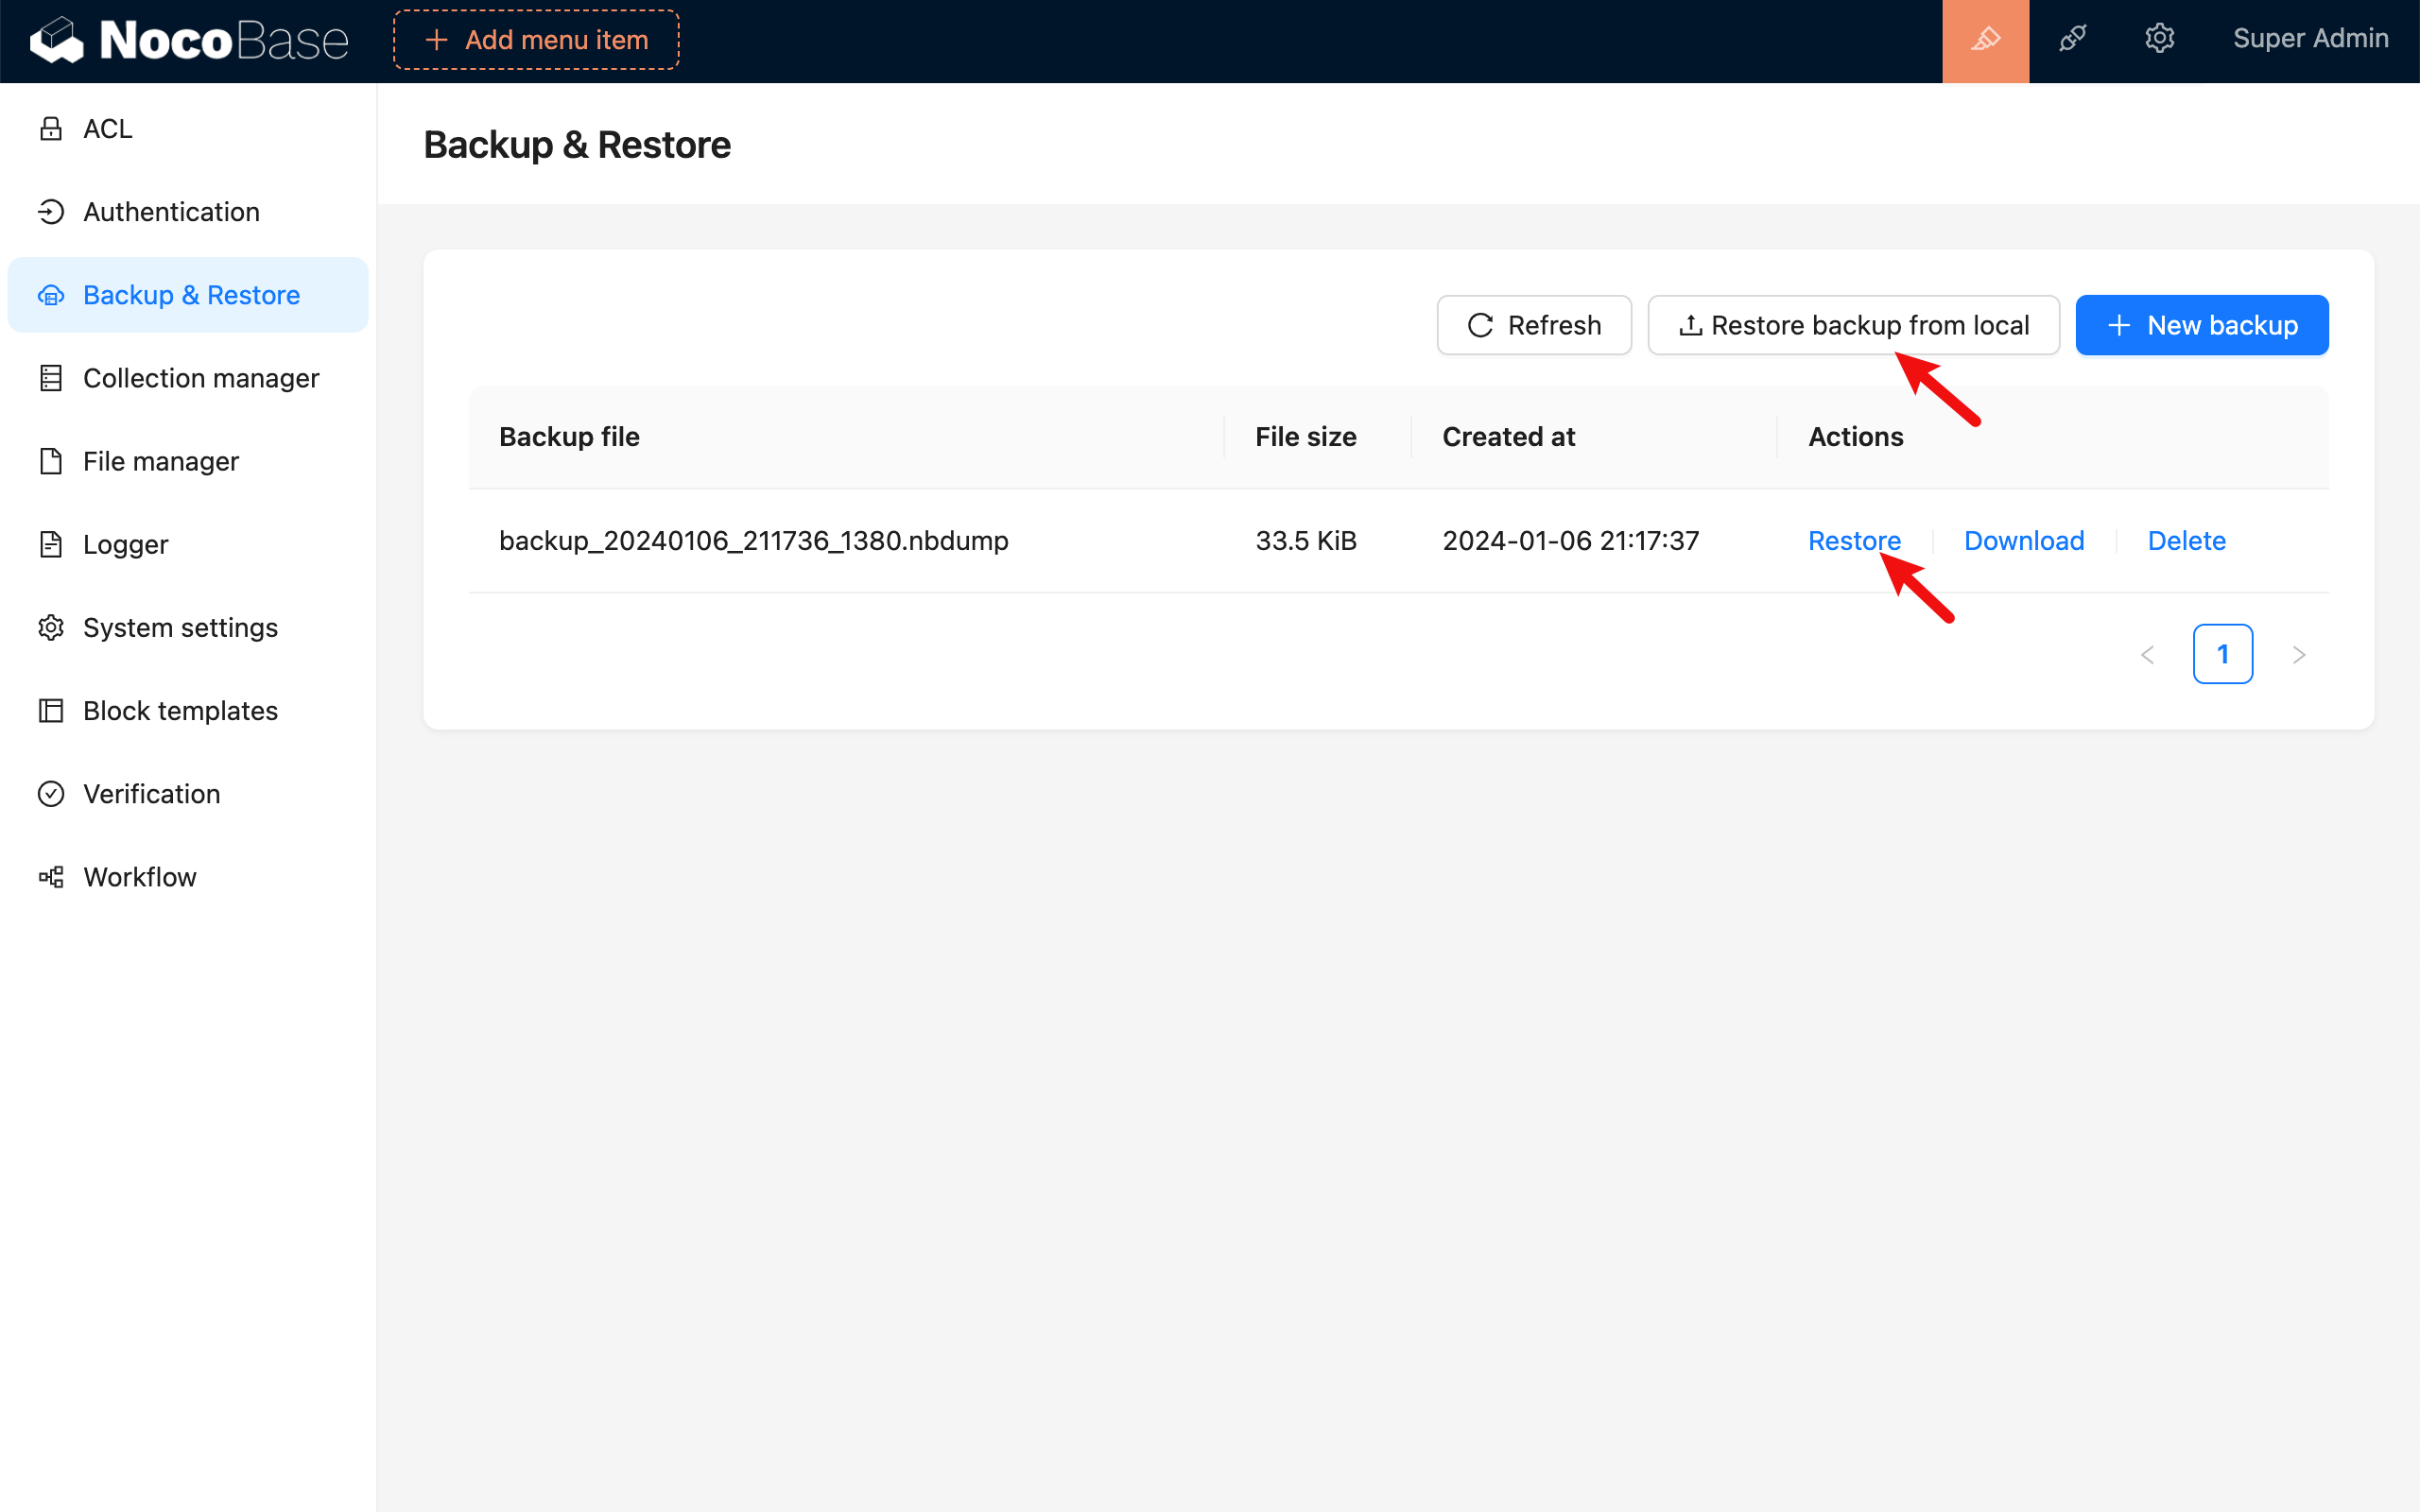 NocoBase
Add menu item
Super Admin
ACL
Authentication
Backup & Restore
Collection manager
File manager
Logger
System settings
Block templates
Verification
Workflow
Backup & Restore
Refresh
Restore backup from local
New backup
Backup file File size Created at Actions
backup_20240106_211736_1380.nbdump 33.5 KiB 2024-01-06 21:17:37 Restore Download Delete
1